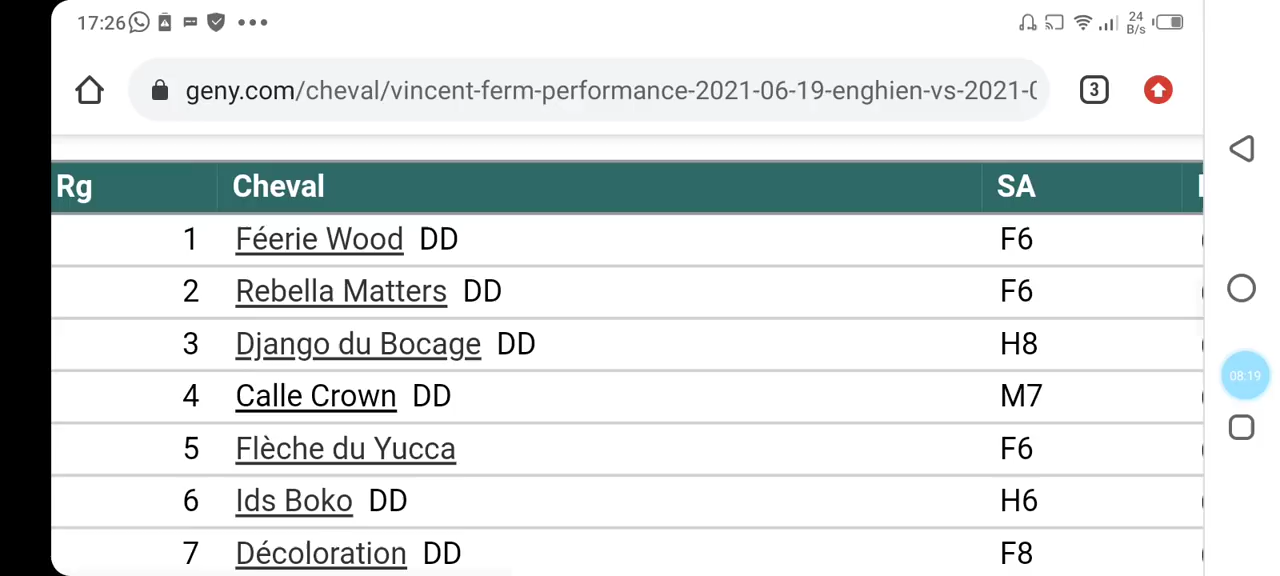 17:26 24 B/s
geny.com/cheval/vincent-ferm-performance-2021-06-19-enghien-vs-2021-0 3
Rg Cheval SA
1 Féerie Wood DD F6
2 Rebella Matters DD F6
3 Django du Bocage DD H8
4 Calle Crown DD M7
08:19
5 Flèche du Yucca F6
6 Ids Boko DD H6
7 Décoloration DD F8